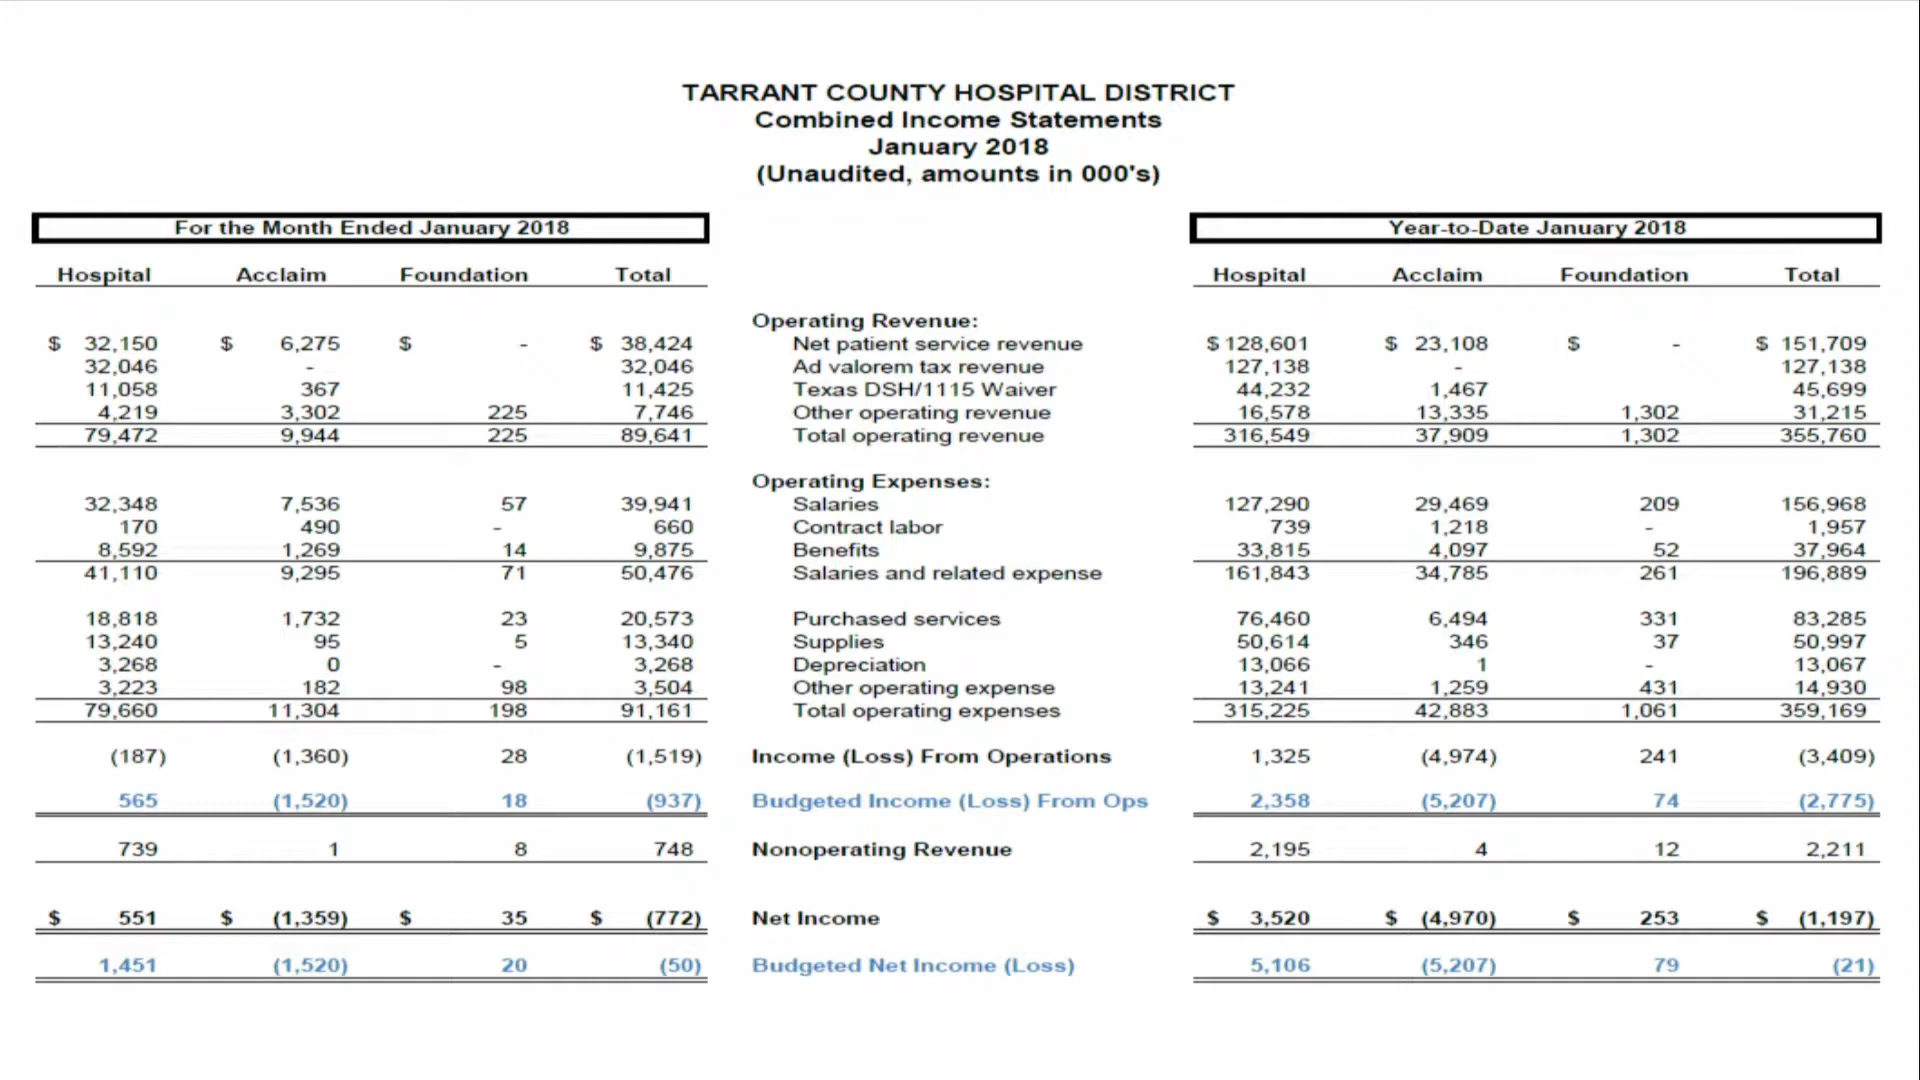 TARRANT COUNTY HOSPITAL DISTRICT
Combined Income Statements
January 2018
(Unaudited, amounts in 000's)
For the Month Ended January 2018 Year-to-Date January 2018
Hospital Acclaim Foundation Total Hospital Acclaim Foundation Total
Operating Revenue:
$ 32,150 $ 6,275 $ - $ 38,424 Net patient service revenue $ 128,601 $ 23,108 $ - $ 151,709
32,046 - 32,046 Ad valorem tax revenue 127,138 - 127,138
11,058 367 11,425 Texas DSH/1115 Waiver 44,232 1,467 45,699
4,219 3,302 225 7,746 Other operating revenue 16,578 13,335 1,302 31,215
79,472 9,944 225 89,641 Total operating revenue 316,549 37,909 1,302 355,760
Operating Expenses:
32,348 7,536 57 39,941 Salaries 127,290 29,469 209 156,968
170 490 - 660 Contract labor 739 1,218 - 1,957
8,592 1,269 14 9,875 Benefits 33,815 4,097 52 37,964
41,110 9,295 71 50,476 Salaries and related expense 161,843 34,785 261 196,889
18,818 1,732 23 20,573 Purchased services 76,460 6,494 331 83,285
13,240 95 5 13,340 Supplies 50,614 346 37 50,997
3,268 0 - 3,268 Depreciation 13,066 1 - 13,067
3,223 182 98 3,504 Other operating expense 13,241 1,259 431 14,930
79,660 11,304 198 91,161 Total operating expenses 315,225 42,883 1,061 359,169
(187) (1,360) 28 (1,519) Income (Loss) From Operations 1,325 (4,974) 241 (3,409)
565 (1,520) 18 (937) Budgeted Income (Loss) From Ops 2,358 (5,207) 74 (2,775)
739 1 8 748 Nonoperating Revenue 2,195 4 12 2,211
$ 551 $ (1,359) $ 35 $ (772) Net Income $ 3,520 $ (4,970) $ 253 $ (1,197)
1,451 (1,520) 20 (50) Budgeted Net Income (Loss) 5,106 (5,207) 79 (21)